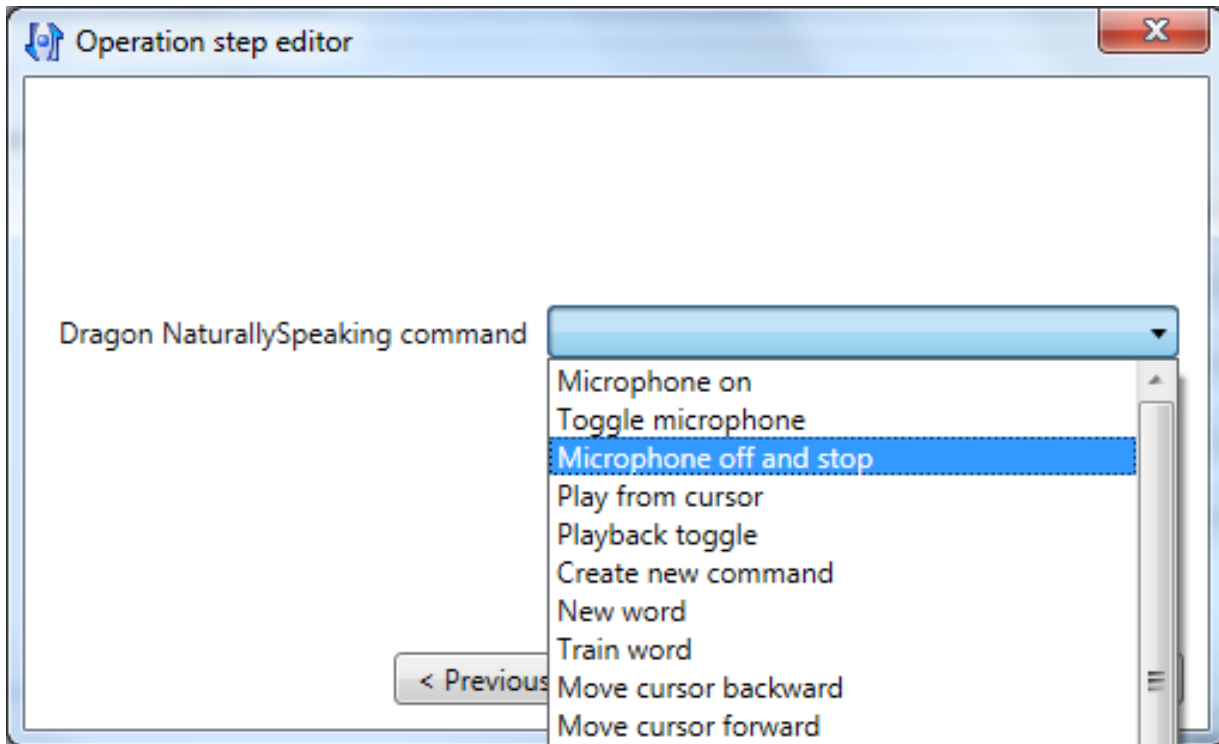 Operation step editor
Dragon NaturallySpeaking command
Microphone on
Toggle microphone
Microphone off and stop
Play from cursor
Playback toggle
Create new command
New word
Train word
< Previous
Move cursor backward
Move cursor forward